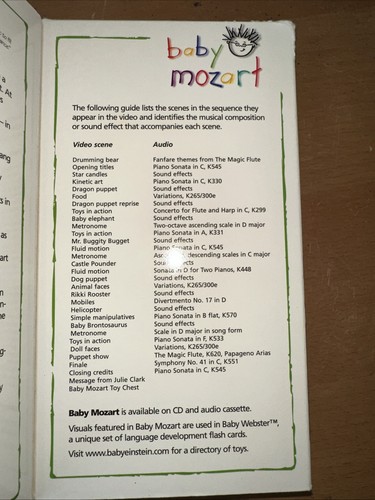 baby
mozart
The following guide lists the scenes in the sequence they
appear in the video and identifies the musical composition
or sound effect that accompanies each scene.
Video scene Audio
Drumming bear Fanfare themes from The Magic Flute
Opening titles Piano Sonata in C, K545
Star candles Sound effects
Kinetic art Piano Sonata in C, K330
Dragon puppet Sound effects
Food Variations, K265/300e
Dragon puppet reprise Sound effects
Toys in action Concerto for Flute and Harp in C, K299
Baby elephant Sound effects
Metronome Two-octave ascending scale in D major
Toys in action Piano Sonata in A, K331
Mr. Buggity Bugget Sound effects
Fluid motion Piano Sonata in C, K545
Metronome descending scales in C major
Castle Pounder Sound effects
Fluid motion Sonata in D for Two Pianos, K448
Dog puppet Sound effects
Animal faces Variations, K265/300e
Rikki Rooster Sound effects
Mobiles Divertmento No. 17 in D
Helicopter Sound effects
Simple manipulatives Piano Sonata in B flat, K570
Baby Brontosaurus Sound effects
Metronome Scale in D major in song form
Toys in action Piano Sonata in F, K533
Doll faces Variations, K265/300e
Puppet show The Magic Flute, K620, Papageno Arias
Finale Symphony No. 41 in C, K551
Closing credits Piano Sonata in C, K545
Message from Julie Clark
Baby Mozart Toy Chest
Baby Mozart is available on CD and audio cassette.
Visuals featured in Baby Mozart are used in Baby Webster™,
a unique set of language development flash cards.
Visit www.babyeinstein.com for a directory of toys.